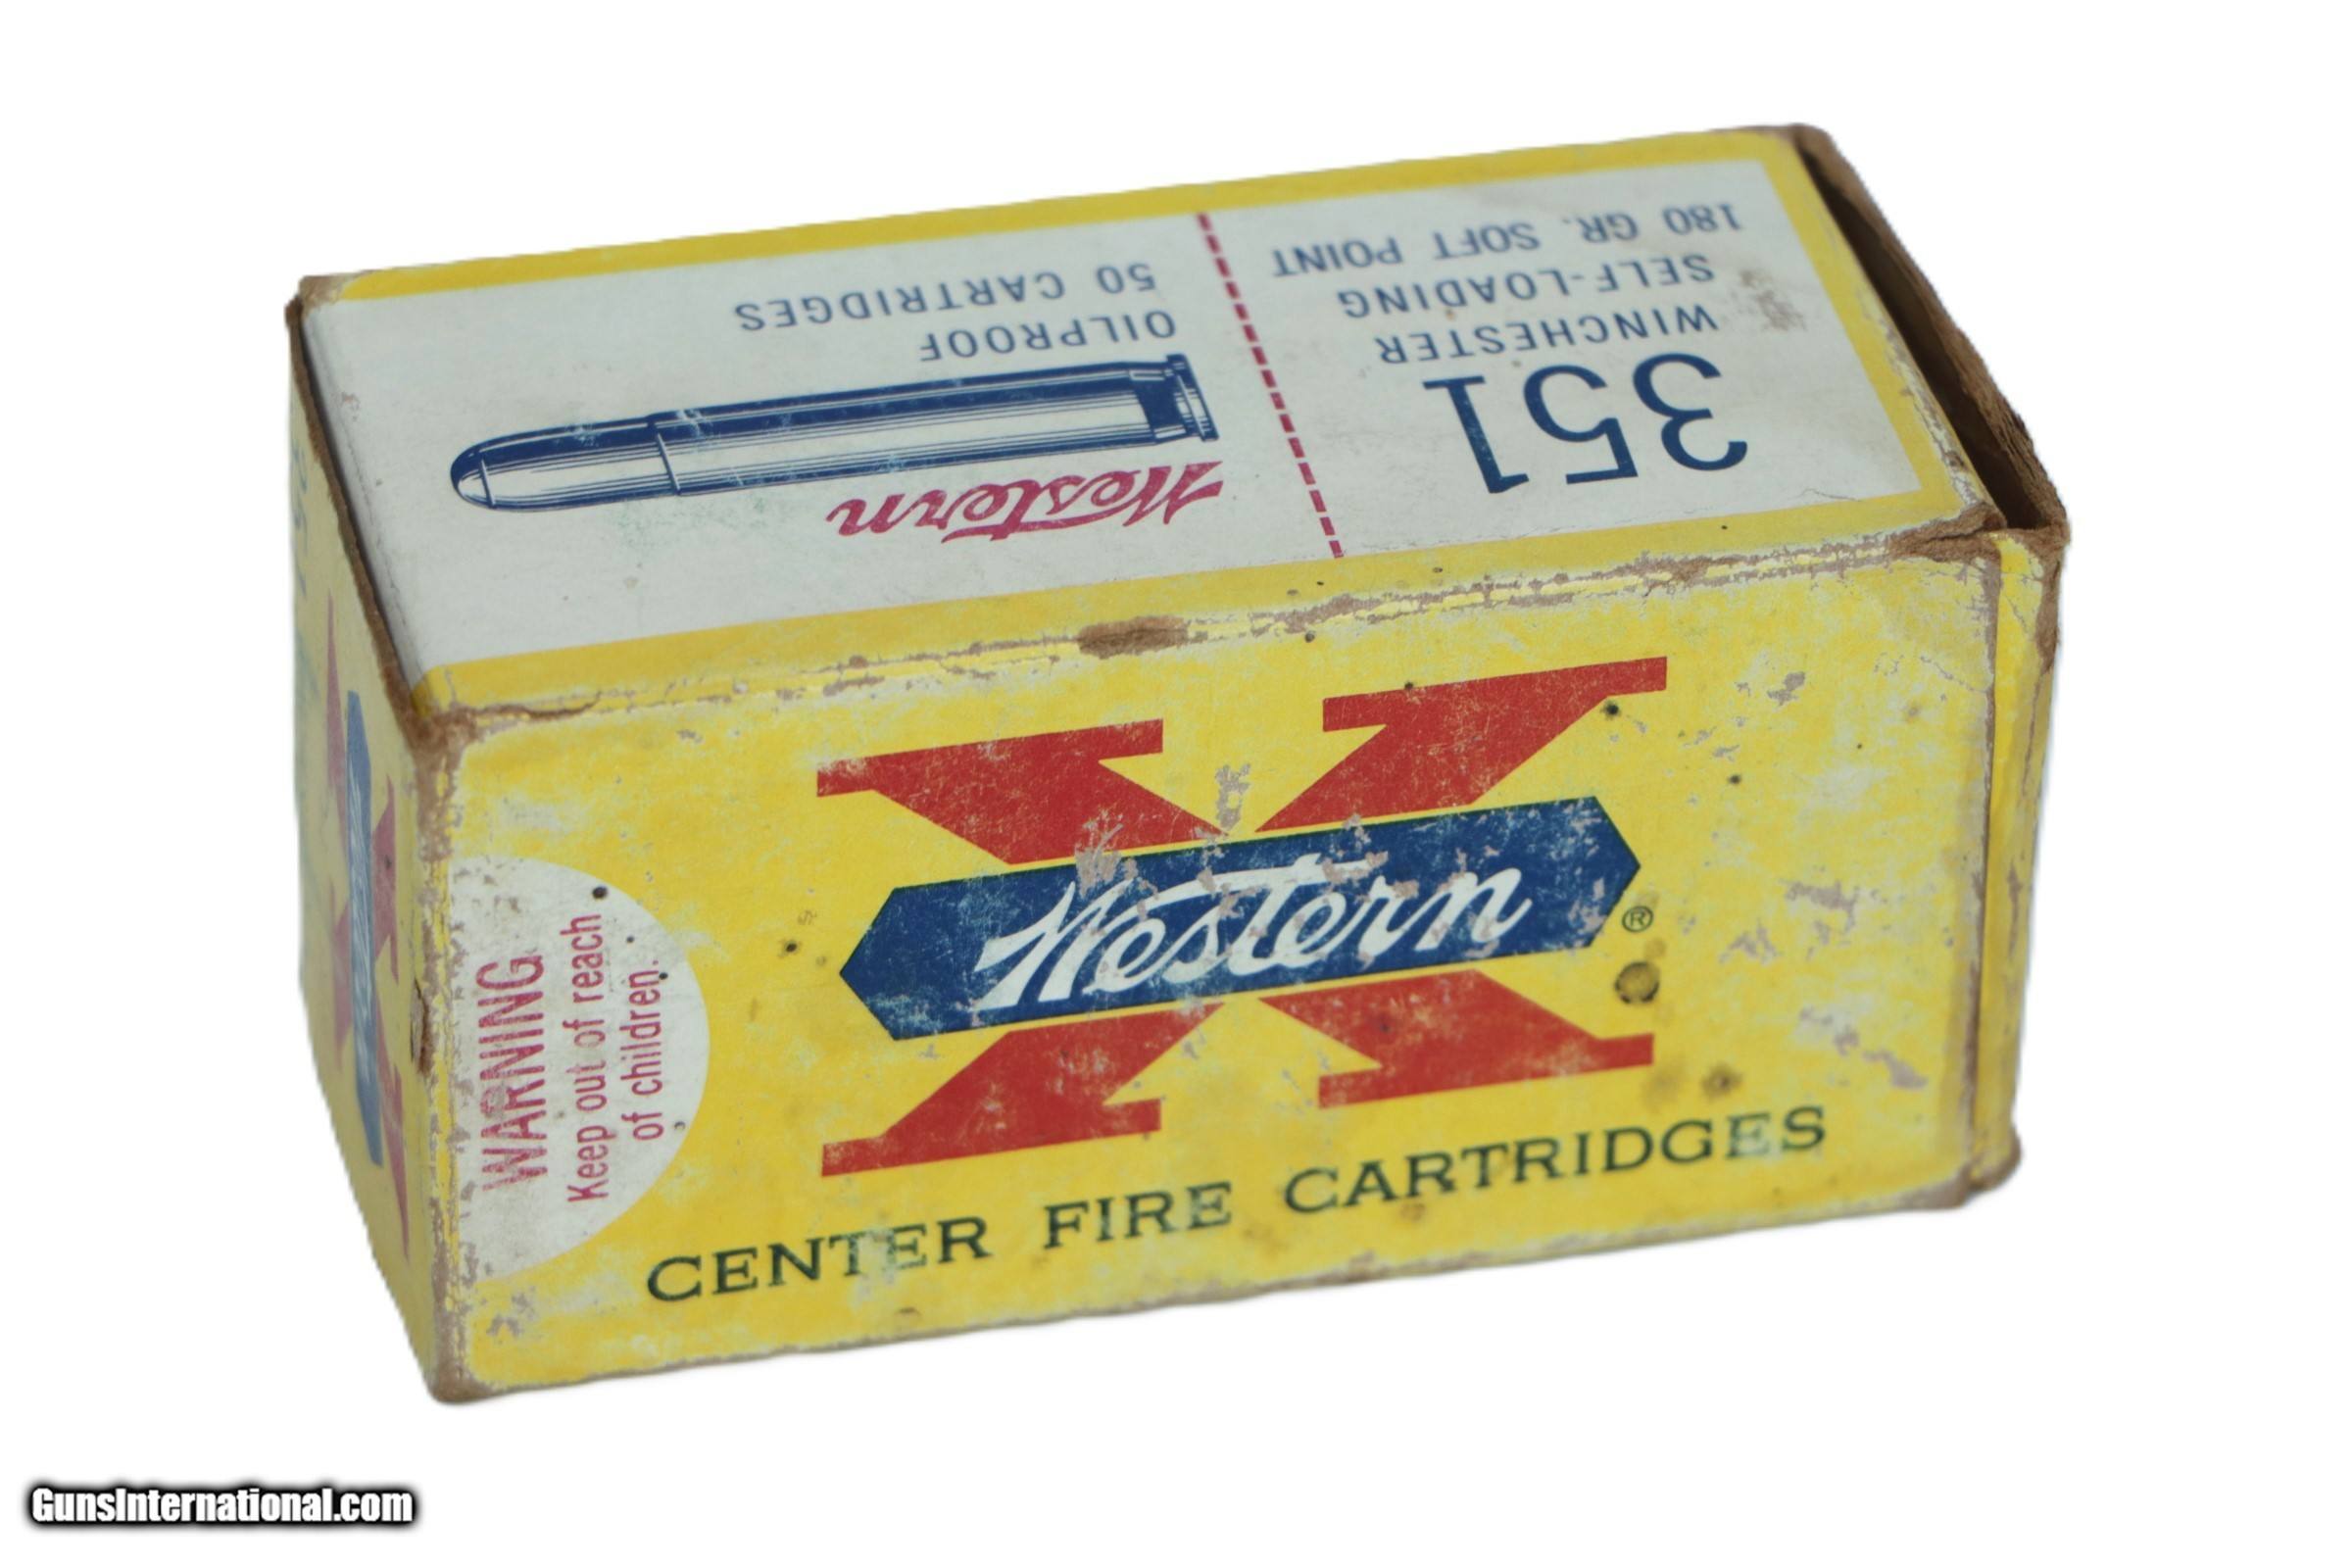 351
WINCHESTER
SELF-LOADING
180 GR. SOFT POINT
Western
OILPROOF
50 CARTRIDGES
X
Western
®
CENTER FIRE CARTRIDGES
WARNING
Keep out of reach
of children.
GunsInternational.com